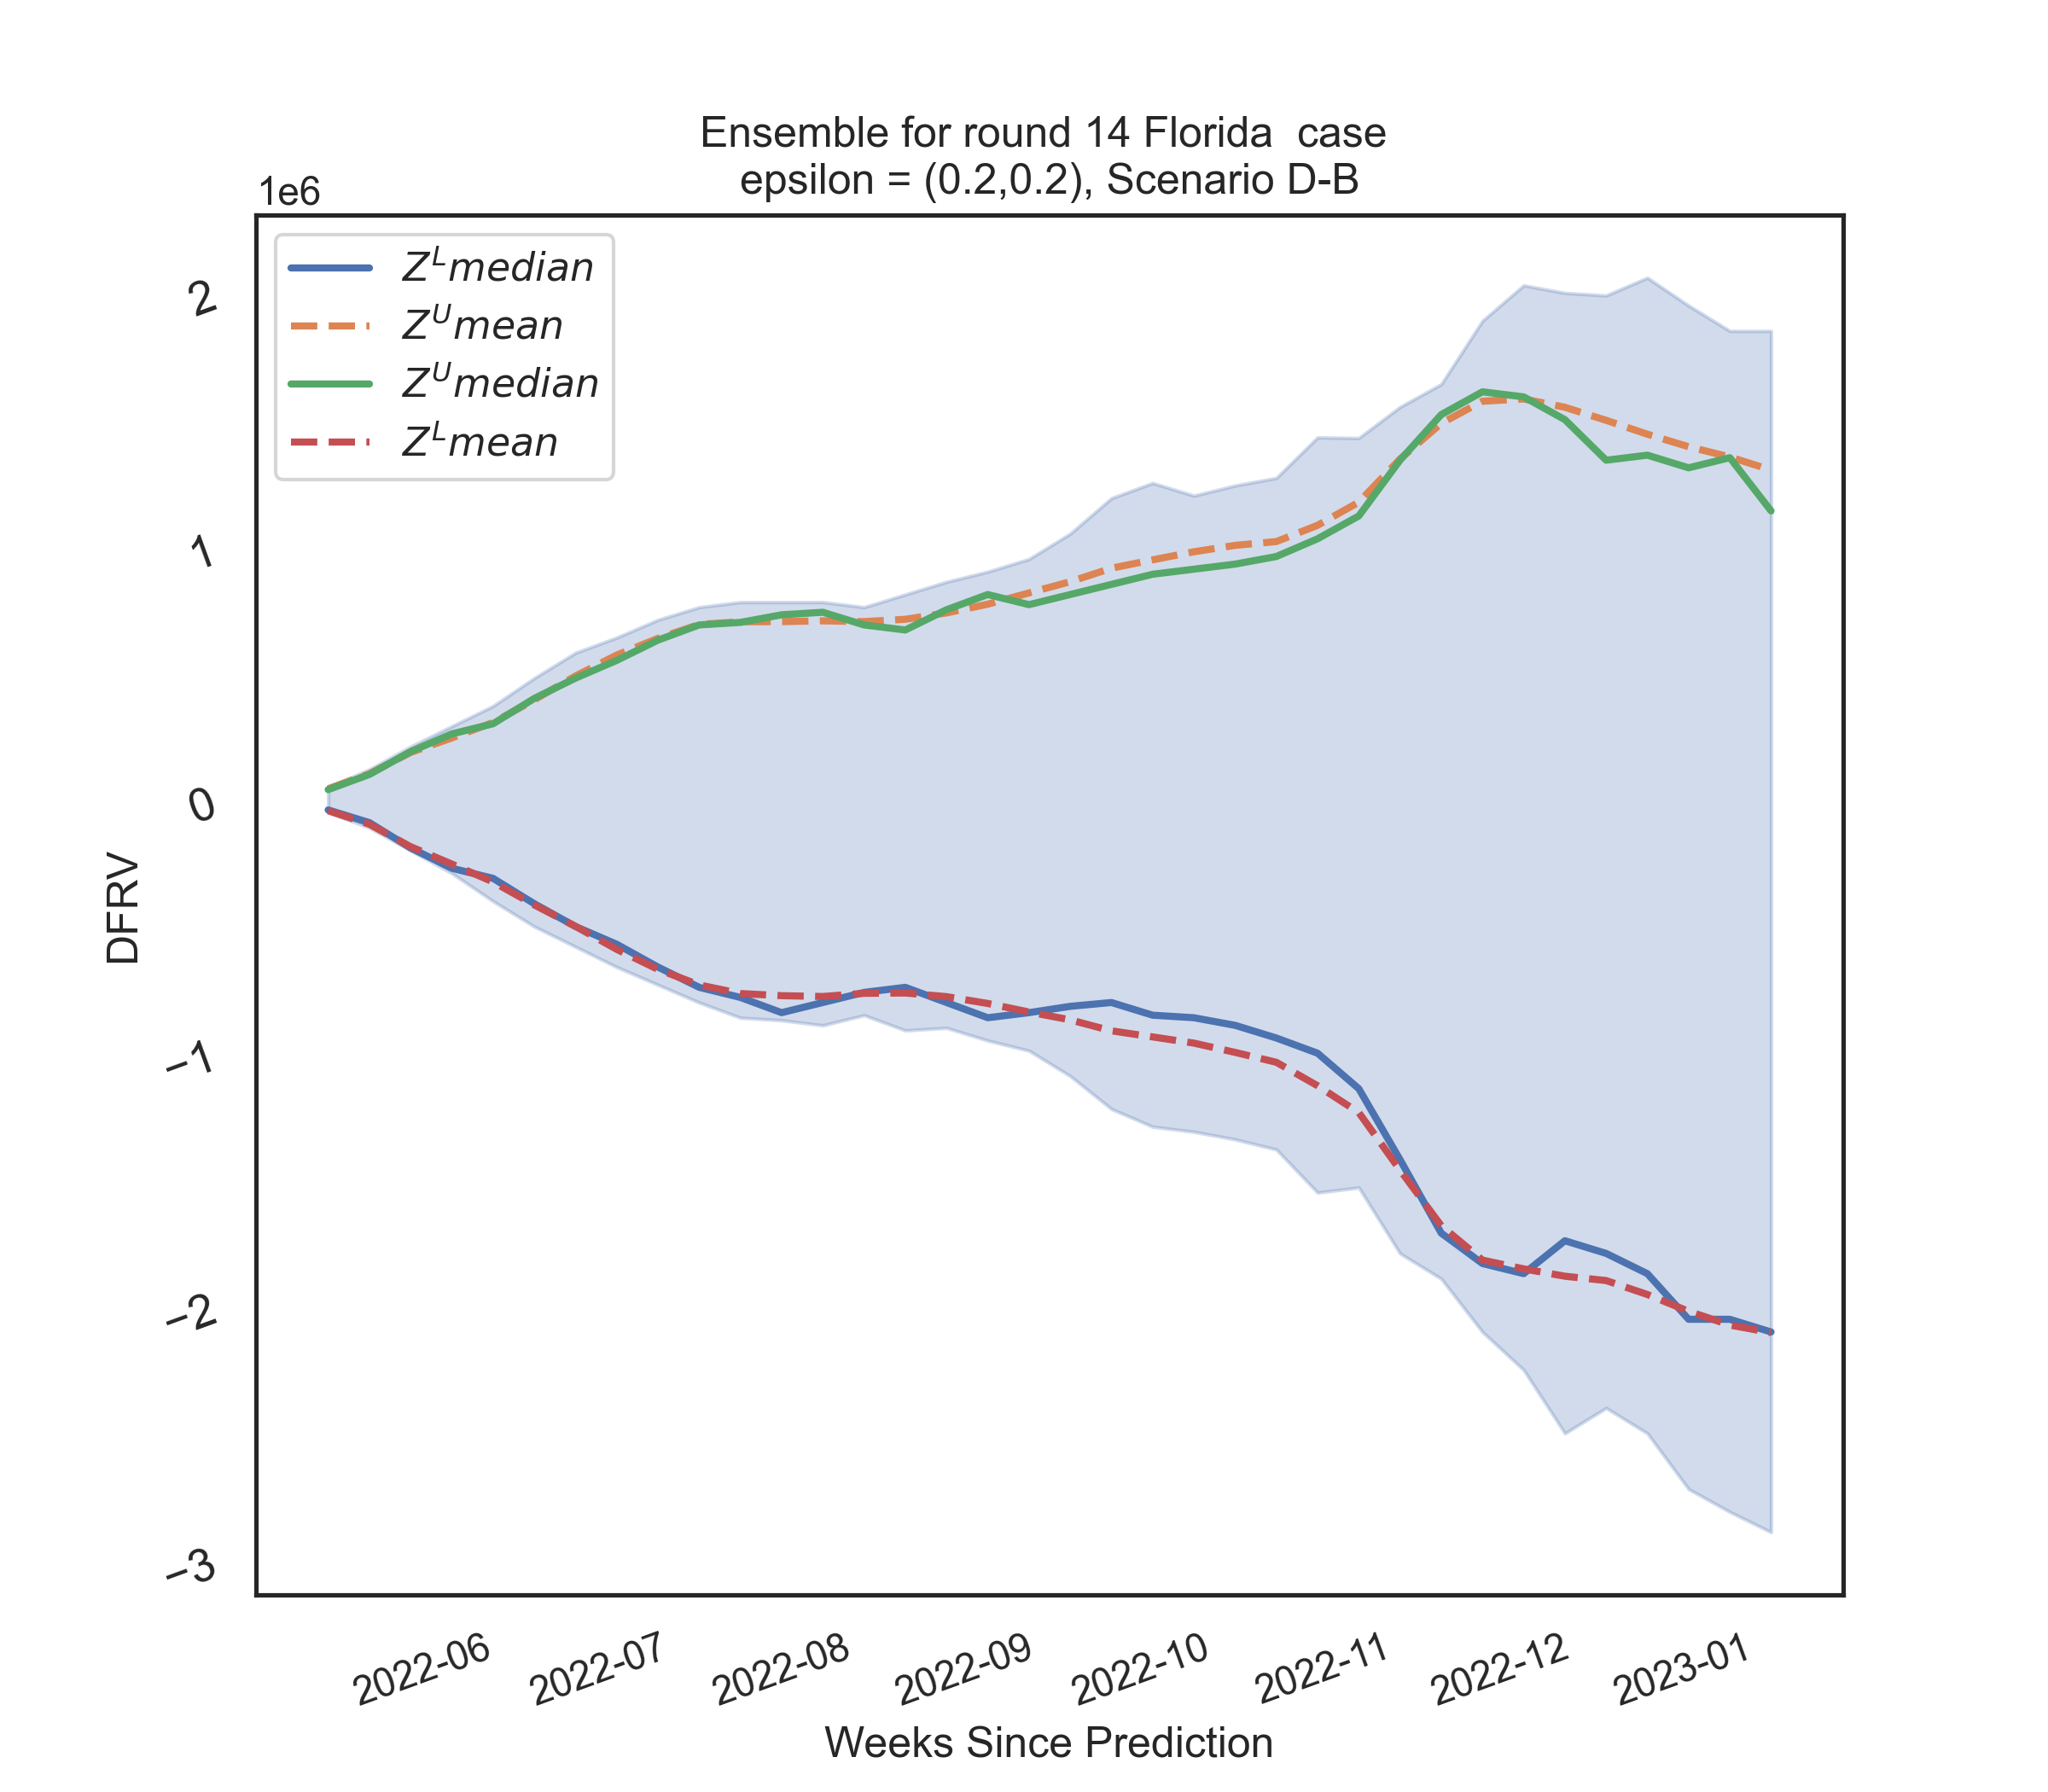 Ensemble for round 14 Florida  case
epsilon = (0.2,0.2), Scenario D-B
1e6
Z^L median
Z^U mean
Z^U median
Z^L mean
2
1
0
−1
−2
−3
DFRV
2022-06
2022-07
2022-08
2022-09
2022-10
2022-11
2022-12
2023-01
Weeks Since Prediction